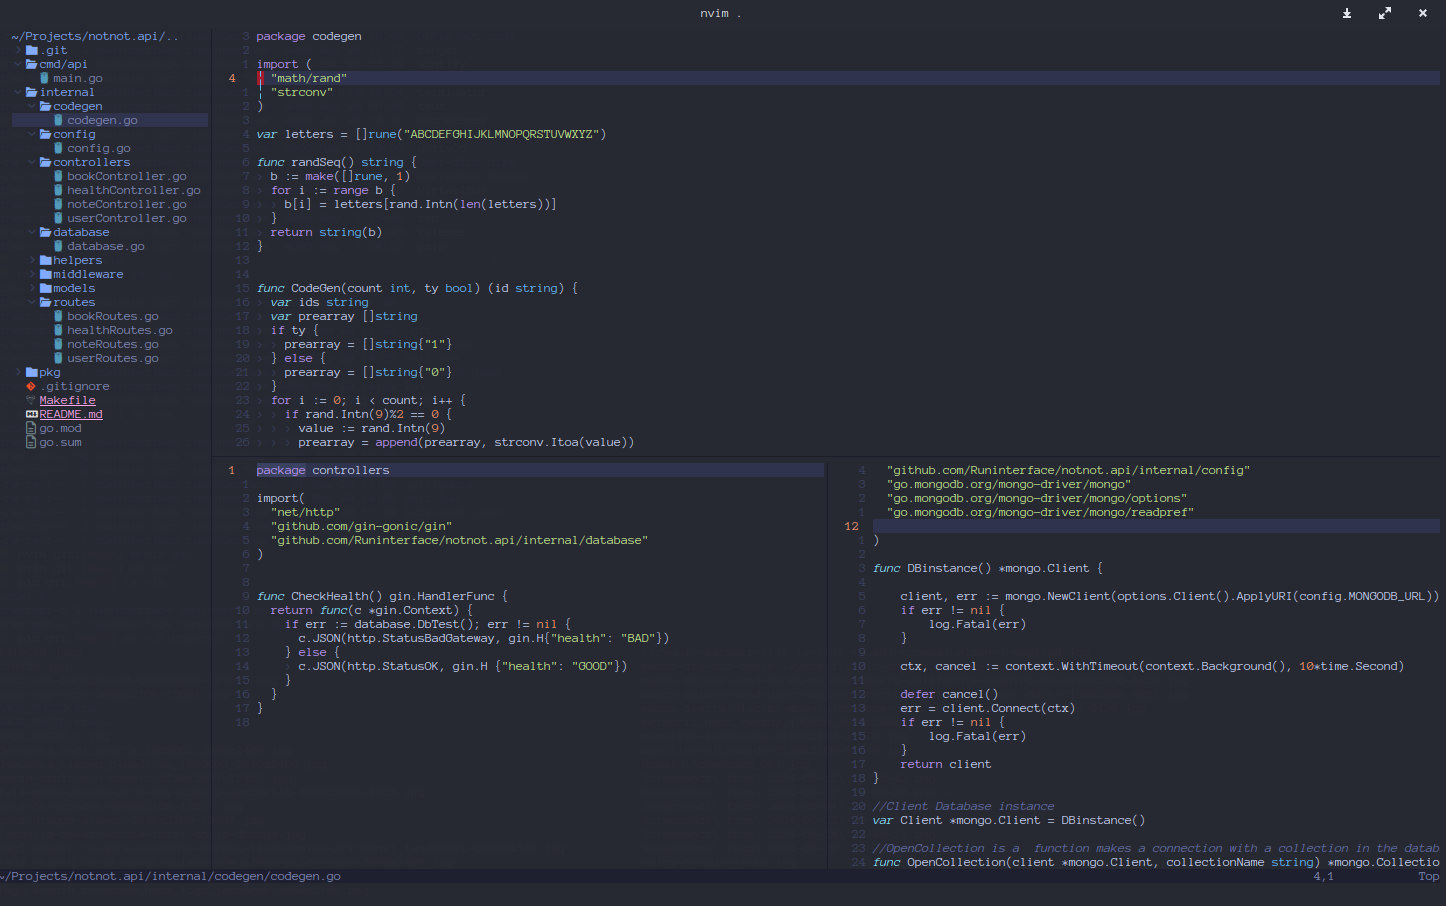 nvim .
~/Projects/notnot.api/..
.git
cmd/api
main.go
internal
codegen
codegen.go
config
config.go
controllers
bookController.go
healthController.go
noteController.go
userController.go
database
database.go
helpers
middleware
models
routes
bookRoutes.go
healthRoutes.go
noteRoutes.go
userRoutes.go
pkg
.gitignore
Makefile
README.md
go.mod
go.sum
3 package codegen
2
1 import (
4 "math/rand"
1 "strconv"
2 )
3
4 var letters = []rune("ABCDEFGHIJKLMNOPQRSTUVWXYZ")
5
6 func randSeq() string {
7 b := make([]rune, 1)
8 for i := range b {
9 b[i] = letters[rand.Intn(len(letters))]
10 }
11 return string(b)
12 }
13
14
15 func CodeGen(count int, ty bool) (id string) {
16 var ids string
17 var prearray []string
18 if ty {
19 prearray = []string{"1"}
20 } else {
21 prearray = []string{"0"}
22 }
23 for i := 0; i < count; i++ {
24 if rand.Intn(9)%2 == 0 {
25 value := rand.Intn(9)
26 prearray = append(prearray, strconv.Itoa(value))
1 package controllers
1
2 import(
3 "net/http"
4 "github.com/gin-gonic/gin"
5 "github.com/Runinterface/notnot.api/internal/database"
6 )
7
8
9 func CheckHealth() gin.HandlerFunc {
10 return func(c *gin.Context) {
11 if err := database.DbTest(); err != nil {
12 c.JSON(http.StatusBadGateway, gin.H{"health": "BAD"})
13 } else {
14 c.JSON(http.StatusOK, gin.H {"health": "GOOD"})
15 }
16 }
17 }
18
4 "github.com/Runinterface/notnot.api/internal/config"
3 "go.mongodb.org/mongo-driver/mongo"
2 "go.mongodb.org/mongo-driver/mongo/options"
1 "go.mongodb.org/mongo-driver/mongo/readpref"
12
1 )
2
3 func DBinstance() *mongo.Client {
4
5 client, err := mongo.NewClient(options.Client().ApplyURI(config.MONGODB_URL))
6 if err != nil {
7 log.Fatal(err)
8 }
9
10 ctx, cancel := context.WithTimeout(context.Background(), 10*time.Second)
11
12 defer cancel()
13 err = client.Connect(ctx)
14 if err != nil {
15 log.Fatal(err)
16 }
17 return client
18 }
19
20 //Client Database instance
21 var Client *mongo.Client = DBinstance()
22
23 //OpenCollection is a  function makes a connection with a collection in the datab
24 func OpenCollection(client *mongo.Client, collectionName string) *mongo.Collectio
~/Projects/notnot.api/internal/codegen/codegen.go 4,1 Top